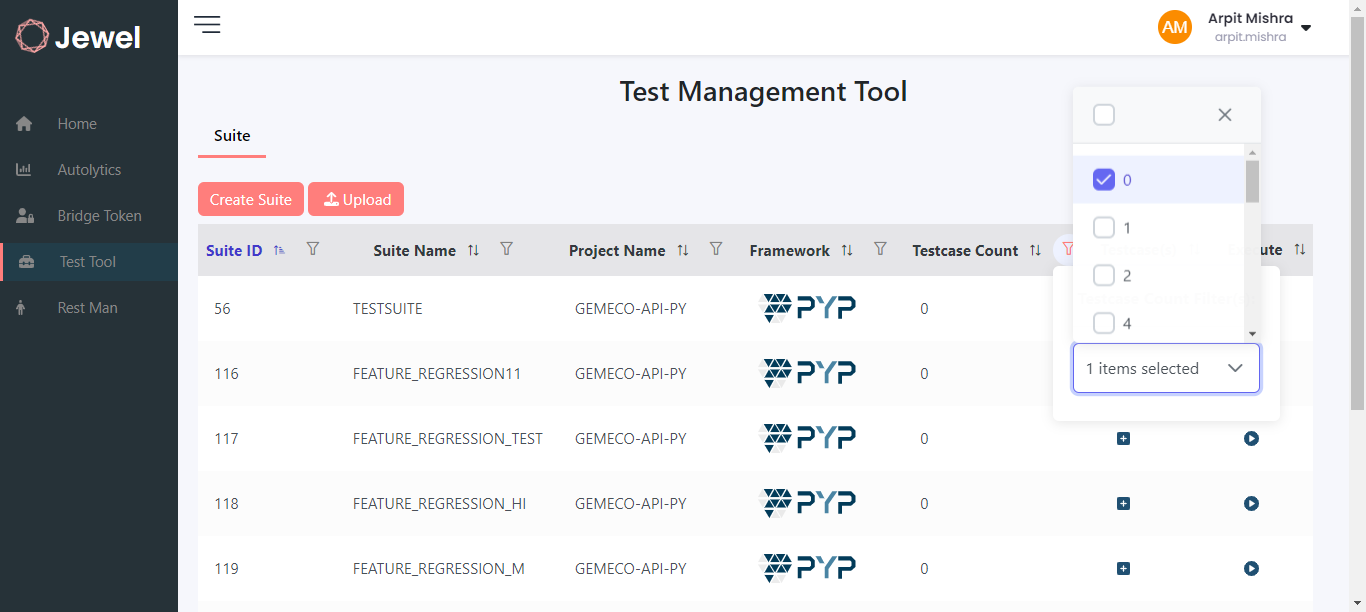 Jewel
Home
Autolytics
Bridge Token
Test Tool
Rest Man
AM
Arpit Mishra
arpit.mishra
Test Management Tool
Suite
Create Suite
Upload
Suite ID Suite Name Project Name Framework Testcase Count
56 TESTSUITE GEMECO-API-PY PYP 0
116 FEATURE_REGRESSION11 GEMECO-API-PY PYP 0
117 FEATURE_REGRESSION_TEST GEMECO-API-PY PYP 0
118 FEATURE_REGRESSION_HI GEMECO-API-PY PYP 0
119 FEATURE_REGRESSION_M GEMECO-API-PY PYP 0
0
1
2
4
1 items selected